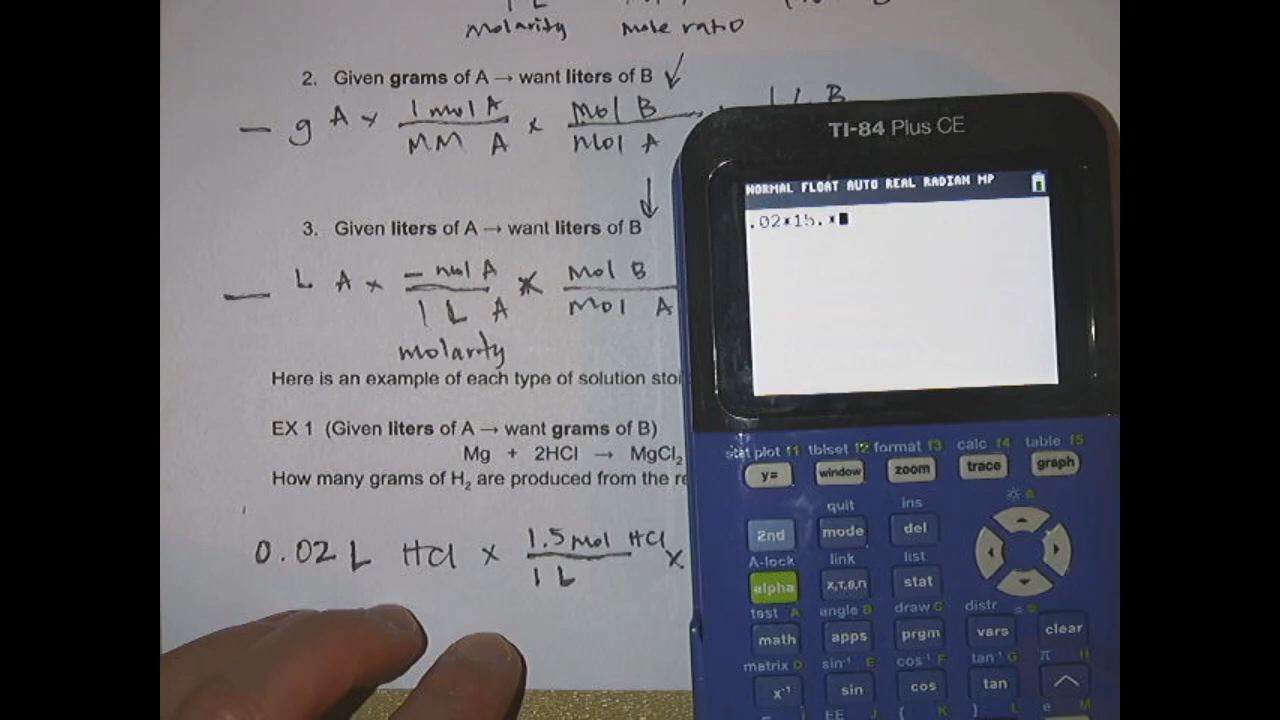 1 L
molarity mole ratio
2. Given grams of A → want liters of B
— g A × 1 mol A / MM A × mol B / mol A 1 L B
3. Given liters of A → want liters of B
— L A × — mol A / 1 L A × mol B / mol A
molarity
Here is an example of each type of solution stoi
EX 1 (Given liters of A → want grams of B)
Mg + 2HCl → MgCl₂
How many grams of H₂ are produced from the re
0.02 L HCl × 1.5 mol HCl / 1 L ×
TI-84 Plus CE
NORMAL FLOAT AUTO REAL RADIAN MP
.02*15.*
stat plot f1 tblset f2 format f3 calc f4 table f5
y= window zoom trace graph
quit ins
2nd mode del
A-lock link list
alpha X,T,θ,n stat
test A angle B draw C distr
math apps prgm vars clear
matrix D sin⁻¹ E cos⁻¹ F tan⁻¹ G π H
x⁻¹ sin cos tan ^
EE J { K } L e M